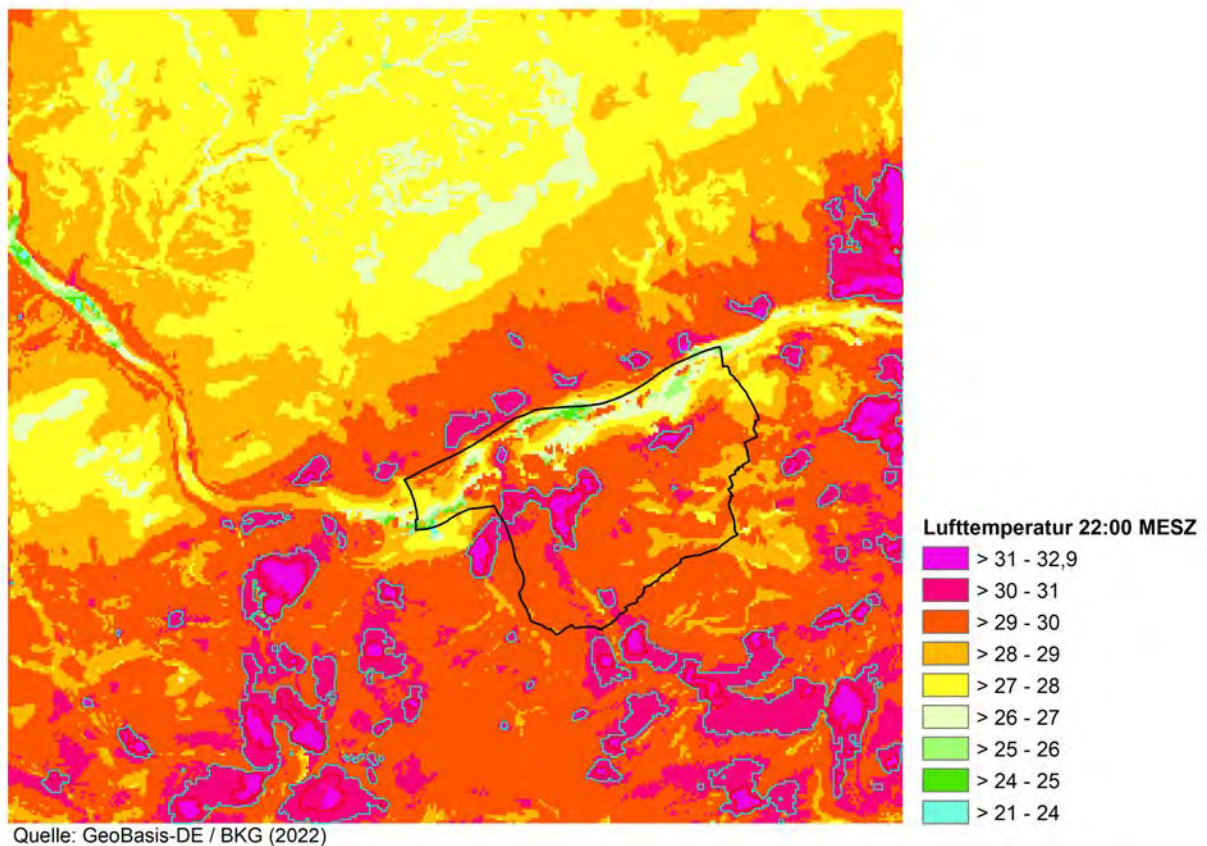 Lufttemperatur 22:00 MESZ
> 31 - 32,9
> 30 - 31
> 29 - 30
> 28 - 29
> 27 - 28
> 26 - 27
> 25 - 26
> 24 - 25
> 21 - 24
Quelle: GeoBasis-DE / BKG (2022)